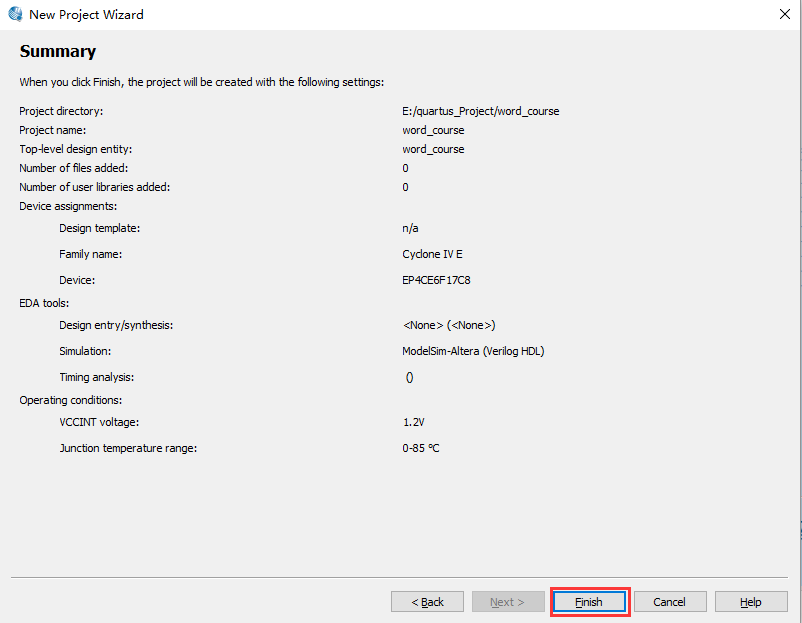 New Project Wizard
Summary
When you click Finish, the project will be created with the following settings:
Project directory: E:/quartus_Project/word_course
Project name: word_course
Top-level design entity: word_course
Number of files added: 0
Number of user libraries added: 0
Device assignments:
Design template: n/a
Family name: Cyclone IV E
Device: EP4CE6F17C8
EDA tools:
Design entry/synthesis: <None> (<None>)
Simulation: ModelSim-Altera (Verilog HDL)
Timing analysis: ()
Operating conditions:
VCCINT voltage: 1.2V
Junction temperature range: 0-85 ºC
< Back Next > Finish Cancel Help